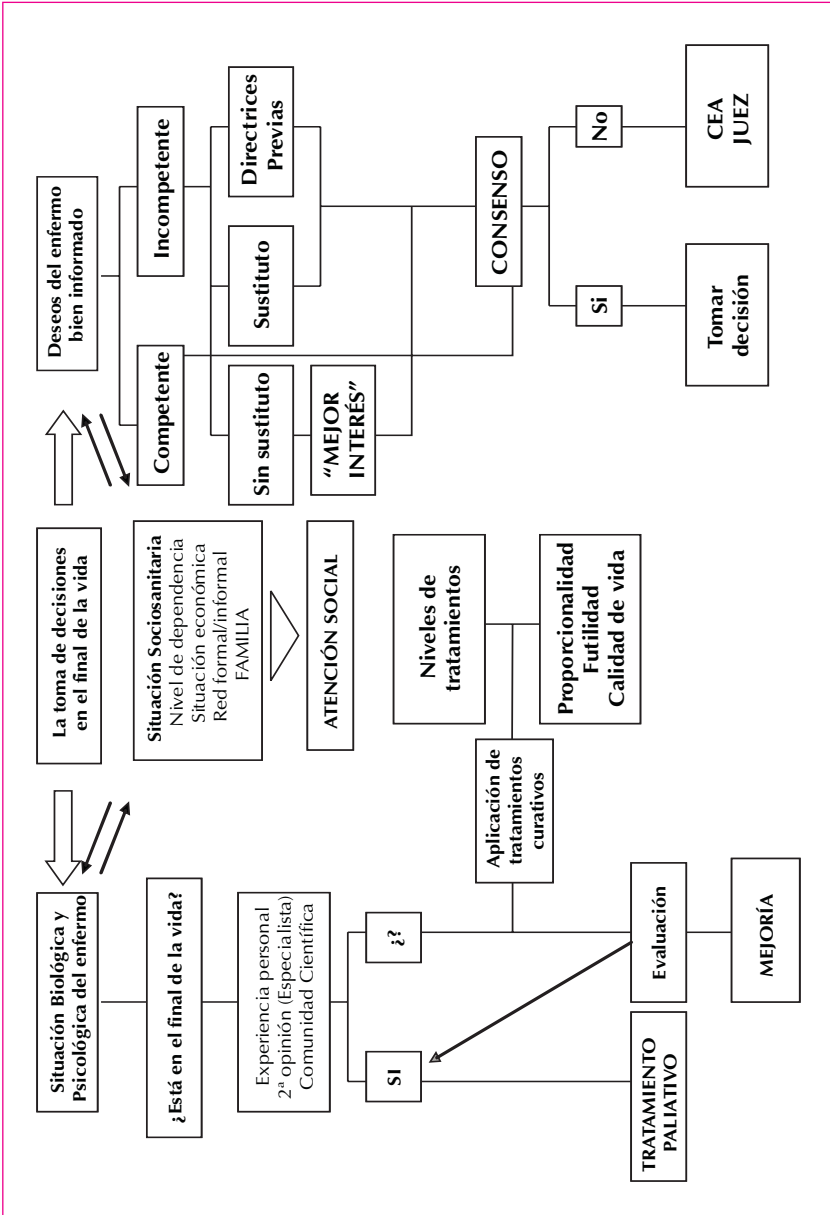 La toma de decisiones
en el final de la vida
Situación Biológica y
Psicológica del enfermo
¿Está en el final de la vida?
Experiencia personal
2ª opinión (Especialista)
Comunidad Científica
SI
¿?
TRATAMIENTO
PALIATIVO
Evaluación
MEJORÍA
Aplicación de
tratamientos
curativos
Niveles de
tratamientos
Proporcionalidad
Futilidad
Calidad de vida
Situación Sociosanitaria
Nivel de dependencia
Situación económica
Red formal/informal
FAMILIA
ATENCIÓN SOCIAL
Deseos del enfermo
bien informado
Competente
Incompetente
Sin sustituto
Sustituto
Directrices
Previas
“MEJOR
INTERÉS”
CONSENSO
Si
No
Tomar
decisión
CEA
JUEZ